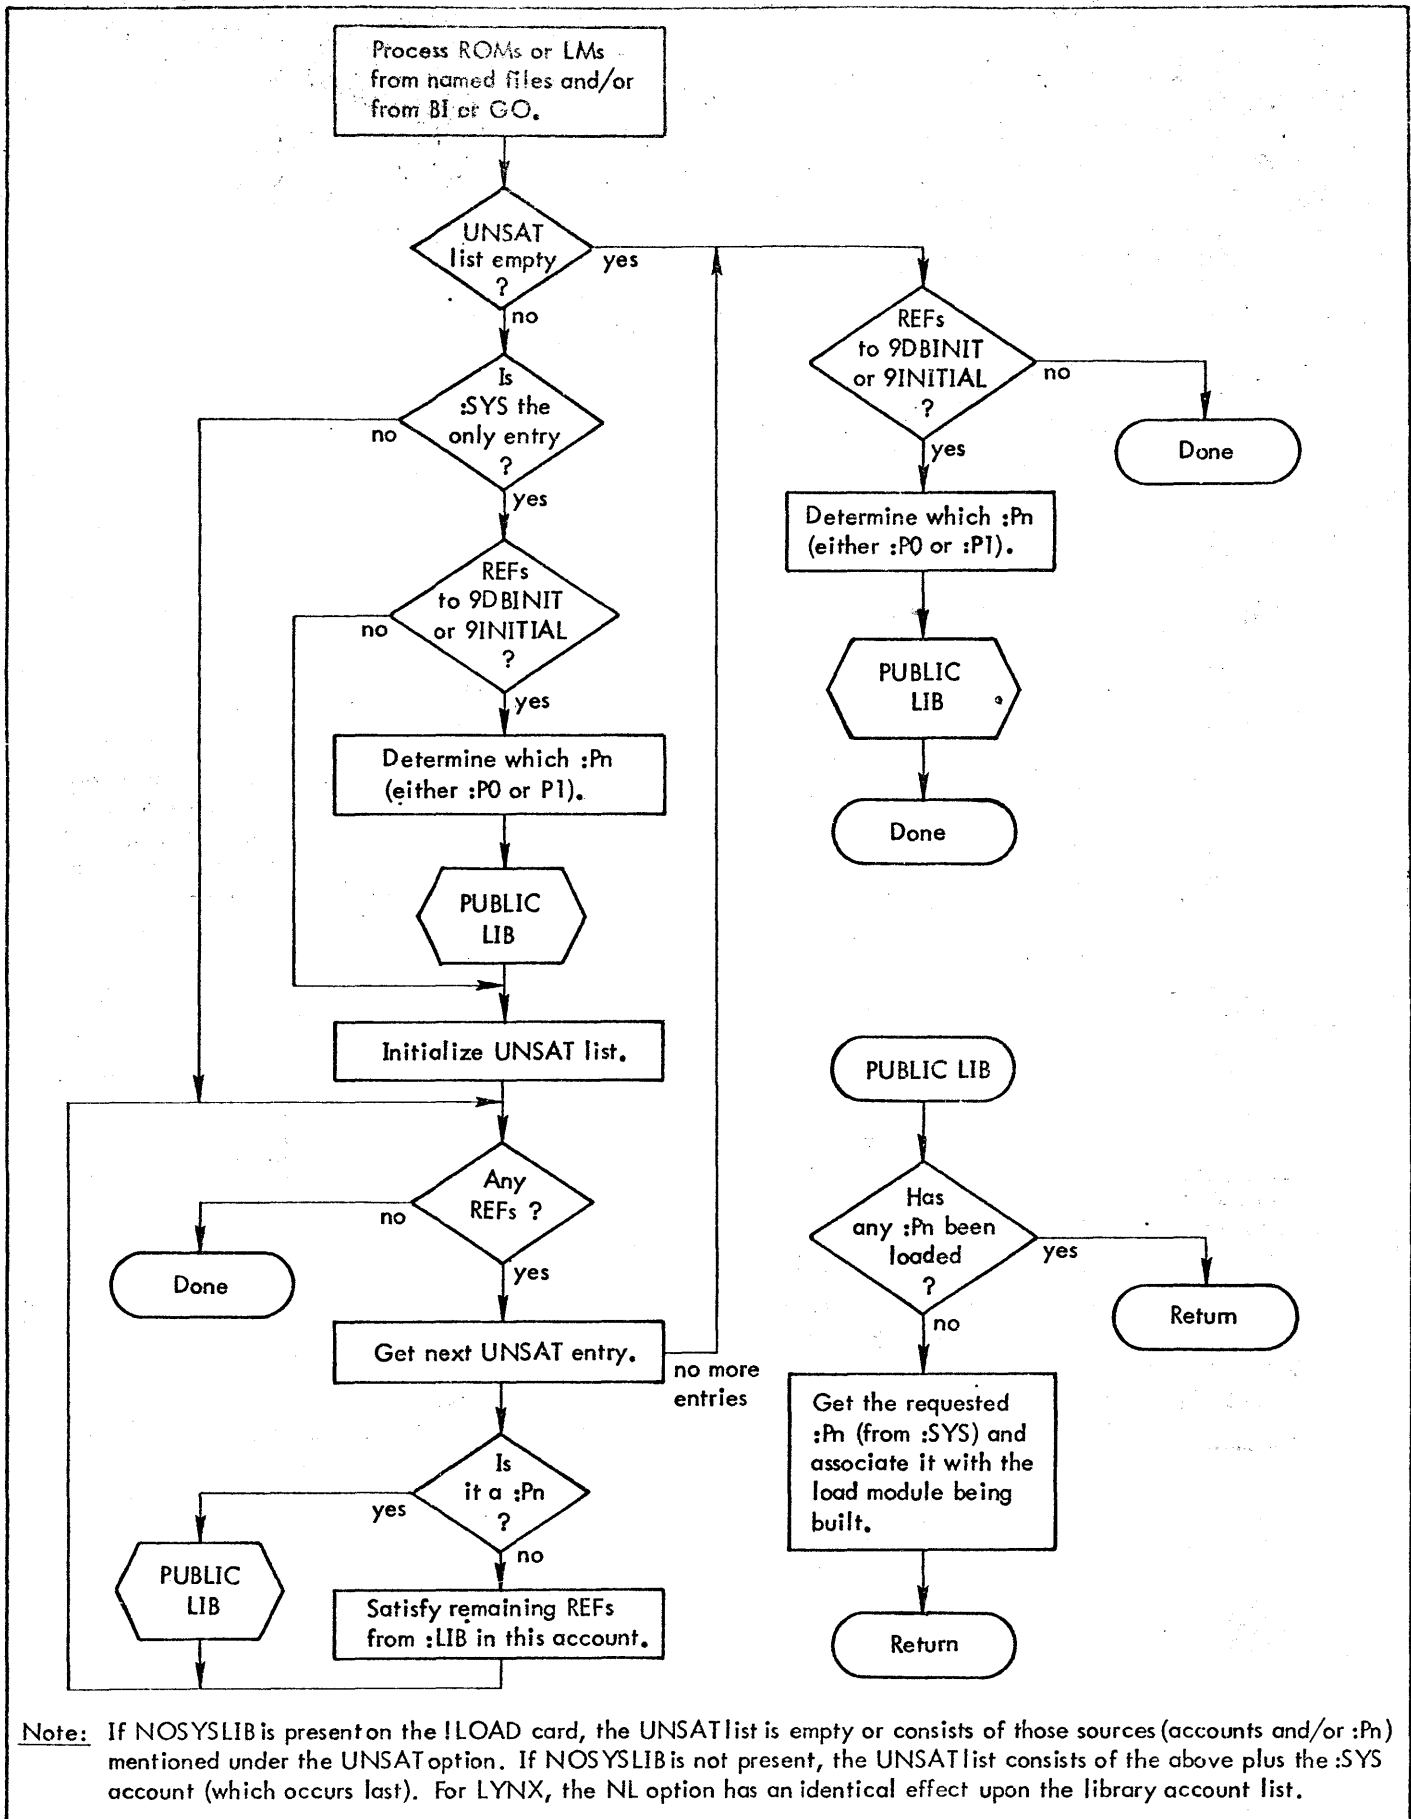 Process ROMs or LMs
from named files and/or
from BI or GO.
UNSAT
list empty
?
yes
no
Is
:SYS the
only entry
?
no
yes
REFs
to 9DBINIT
or 9INITIAL
?
no
yes
Determine which :Pn
(either :P0 or P1).
PUBLIC
LIB
Initialize UNSAT list.
Any
REFs ?
no
Done
yes
Get next UNSAT entry.
no more
entries
Is
it a :Pn
?
yes
no
PUBLIC
LIB
Satisfy remaining REFs
from :LIB in this account.
REFs
to 9DBINIT
or 9INITIAL
?
no
Done
yes
Determine which :Pn
(either :P0 or :P1).
PUBLIC
LIB
Done
PUBLIC LIB
Has
any :Pn been
loaded
?
yes
Return
no
Get the requested
:Pn (from :SYS) and
associate it with the
load module being
built.
Return
Note: If NOSYSLIB is present on the !LOAD card, the UNSAT list is empty or consists of those sources (accounts and/or :Pn)
mentioned under the UNSAT option. If NOSYSLIB is not present, the UNSAT list consists of the above plus the :SYS
account (which occurs last). For LYNX, the NL option has an identical effect upon the library account list.